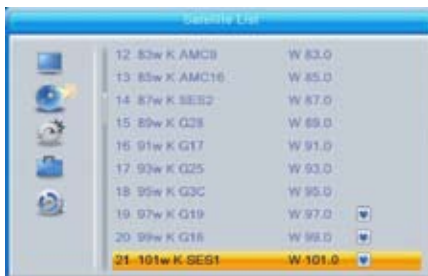 Satellite List
12 83w K AMC9 W 83.0
13 85w K AMC16 W 85.0
14 87w K SES2 W 87.0
15 89w K G28 W 89.0
16 91w K G17 W 91.0
17 93w K G25 W 93.0
18 95w K G3C W 95.0
19 97w K G19 W 97.0
20 99w K G16 W 99.0
21 101w K SES1 W 101.0